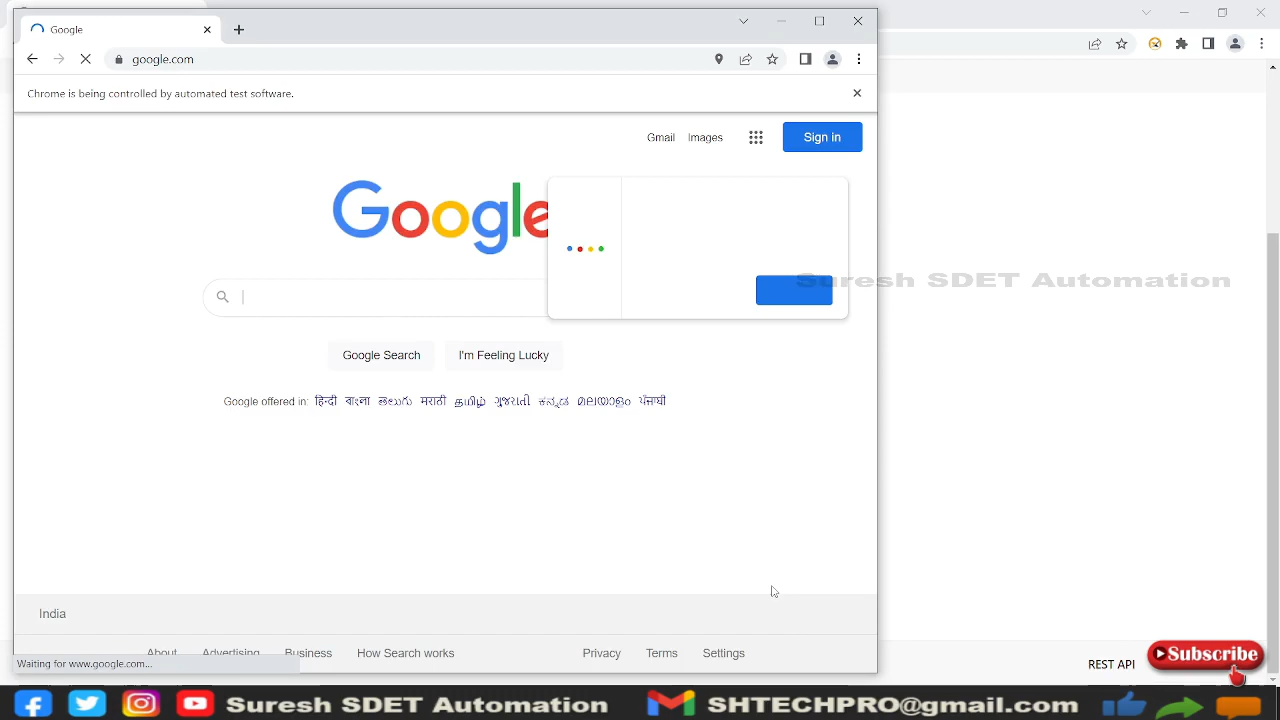 Google
google.com
Chrome is being controlled by automated test software.
Gmail Images Sign in
Google
Suresh SDET Automation
Google Search I'm Feeling Lucky
Google offered in: हिन्दी বাংলা తెలుగు मराठी தமிழ் ગુજરાતી ಕನ್ನಡ മലയാളം ਪੰਜਾਬੀ
India
About Advertising Business How Search works Privacy Terms Settings
Waiting for www.google.com...
REST API
Subscribe
Suresh SDET Automation SHTECHPRO@gmail.com